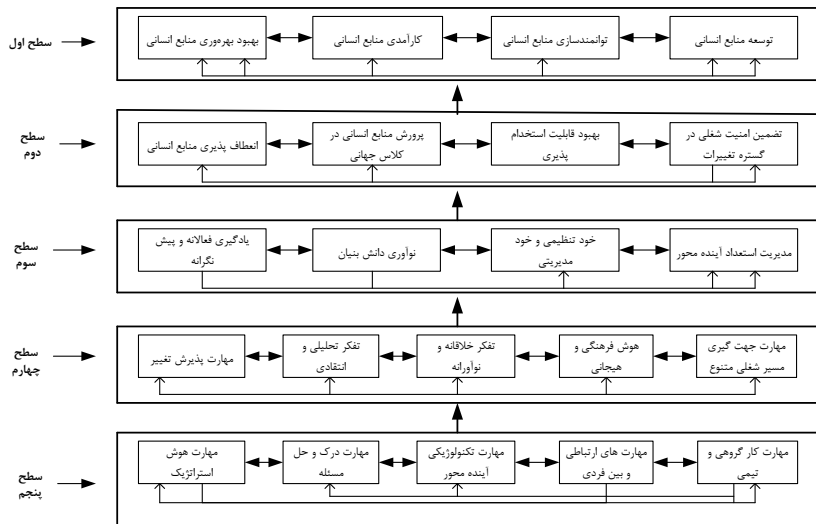 سطح اول
توسعه منابع انسانی
توانمندسازی منابع انسانی
کارآمدی منابع انسانی
بهبود بهره‌وری منابع انسانی
سطح
دوم
تضمین امنیت شغلی در
گستره تغییرات
بهبود قابلیت استخدام
پذیری
پرورش منابع انسانی در
کلاس جهانی
انعطاف پذیری منابع انسانی
سطح
سوم
مدیریت استعداد آینده محور
خود تنظیمی و خود
مدیریتی
نوآوری دانش بنیان
یادگیری فعالانه و پیش
نگرانه
سطح
چهارم
مهارت جهت گیری
مسیر شغلی متنوع
هوش فرهنگی و
هیجانی
تفکر خلاقانه و
نوآورانه
تفکر تحلیلی و
انتقادی
مهارت پذیرش تغییر
سطح
پنجم
مهارت کار گروهی و
تیمی
مهارت های ارتباطی
و بین فردی
مهارت تکنولوژیکی
آینده محور
مهارت درک و حل
مسئله
مهارت هوش
استراتژیک